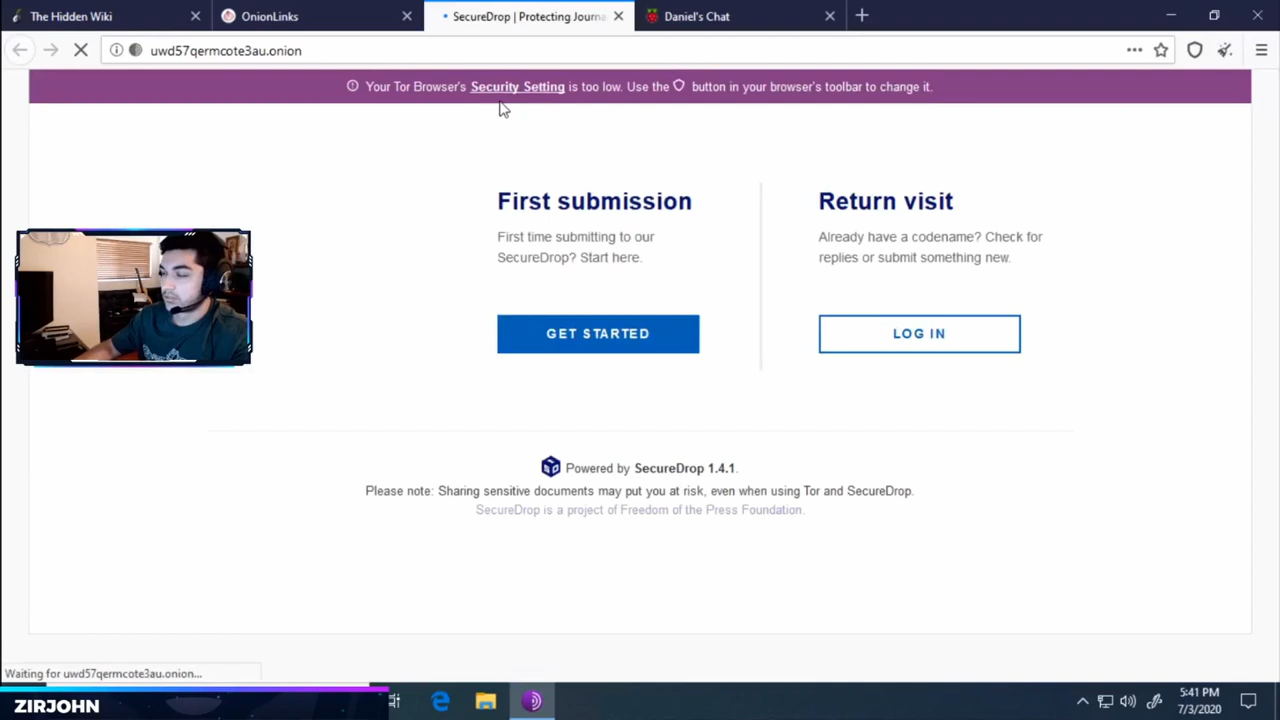 The Hidden Wiki
OnionLinks
SecureDrop | Protecting Journa
Daniel's Chat
uwd57qermcote3au.onion
Your Tor Browser's Security Setting is too low. Use the button in your browser's toolbar to change it.
First submission
First time submitting to our
SecureDrop? Start here.
GET STARTED
Return visit
Already have a codename? Check for
replies or submit something new.
LOG IN
Powered by SecureDrop 1.4.1.
Please note: Sharing sensitive documents may put you at risk, even when using Tor and SecureDrop.
SecureDrop is a project of Freedom of the Press Foundation.
Waiting for uwd57qermcote3au.onion...
ZIRJOHN
5:41 PM
7/3/2020